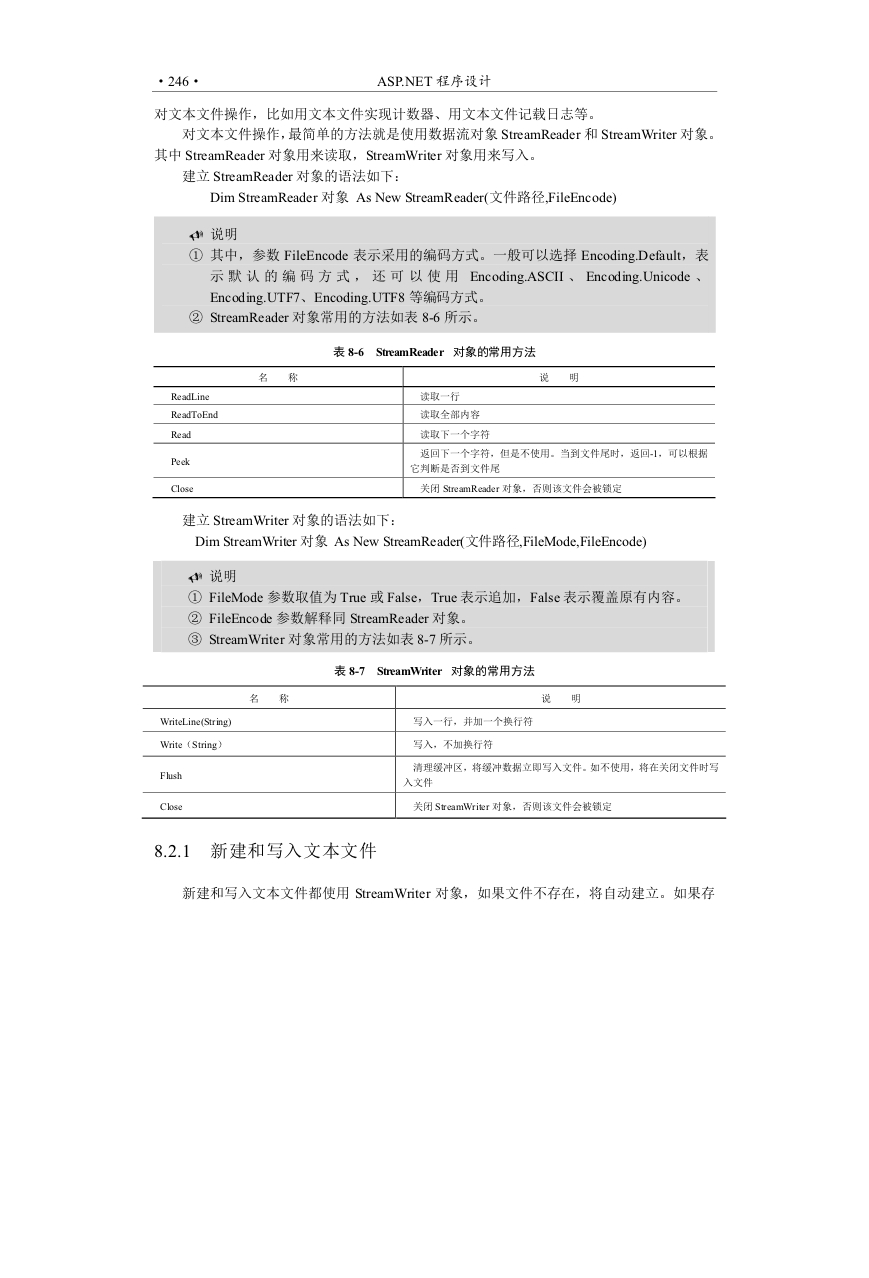 ·246· ASP.NET 程序设计
对文本文件操作，比如用文本文件实现计数器、用文本文件记载日志等。
对文本文件操作，最简单的方法就是使用数据流对象 StreamReader 和 StreamWriter 对象。
其中 StreamReader 对象用来读取，StreamWriter 对象用来写入。
建立 StreamReader 对象的语法如下：
Dim StreamReader 对象 As New StreamReader(文件路径,FileEncode)
说明
① 其中，参数 FileEncode 表示采用的编码方式。一般可以选择 Encoding.Default，表
示默认的编码方式，还可以使用 Encoding.ASCII、Encoding.Unicode、
Encoding.UTF7、Encoding.UTF8 等编码方式。
② StreamReader 对象常用的方法如表 8-6 所示。
表 8-6 StreamReader 对象的常用方法
名 称 说 明
ReadLine 读取一行
ReadToEnd 读取全部内容
Read 读取下一个字符
Peek 返回下一个字符，但是不使用。当到文件尾时，返回-1，可以根据
它判断是否到文件尾
Close 关闭 StreamReader 对象，否则该文件会被锁定
建立 StreamWriter 对象的语法如下：
Dim StreamWriter 对象 As New StreamReader(文件路径,FileMode,FileEncode)
说明
① FileMode 参数取值为 True 或 False，True 表示追加，False 表示覆盖原有内容。
② FileEncode 参数解释同 StreamReader 对象。
③ StreamWriter 对象常用的方法如表 8-7 所示。
表 8-7 StreamWriter 对象的常用方法
名 称 说 明
WriteLine(String) 写入一行，并加一个换行符
Write（String） 写入，不加换行符
Flush 清理缓冲区，将缓冲数据立即写入文件。如不使用，将在关闭文件时写
入文件
Close 关闭 StreamWriter 对象，否则该文件会被锁定
8.2.1 新建和写入文本文件
新建和写入文本文件都使用 StreamWriter 对象，如果文件不存在，将自动建立。如果存